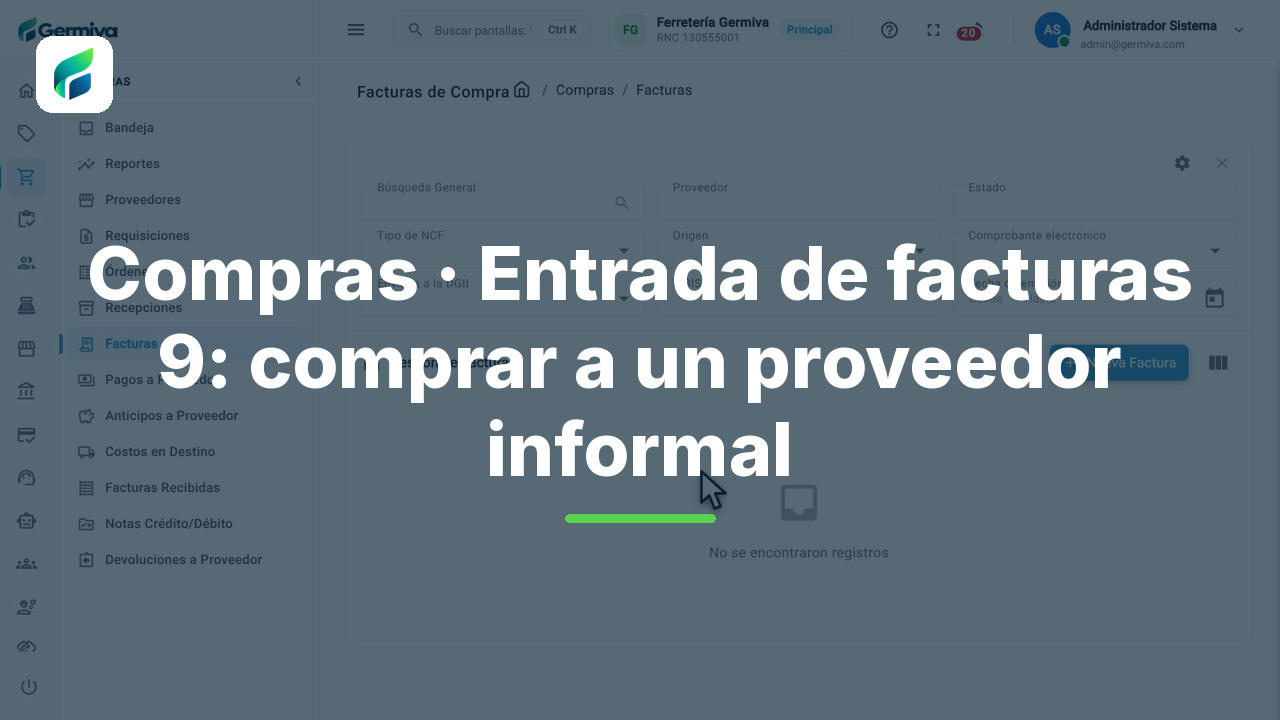 Germiva
Buscar pantallas:
Ctrl K
FG
Ferretería Germiva
RNC 130555001
Principal
20
AS
Administrador Sistema
admin@germiva.com
RAS
Facturas de Compra / Compras / Facturas
Bandeja
Reportes
Proveedores
Requisiciones
Recepciones
Facturas
Anticipos a Proveedor
Costos en Destino
Facturas Recibidas
Notas Crédito/Débito
Devoluciones a Proveedor
Búsqueda General
Proveedor
Estado
Tipo de NCF
Origen
Comprobante electrónico
Compras · Entrada de facturas
9: comprar a un proveedor
informal
No se encontraron registros